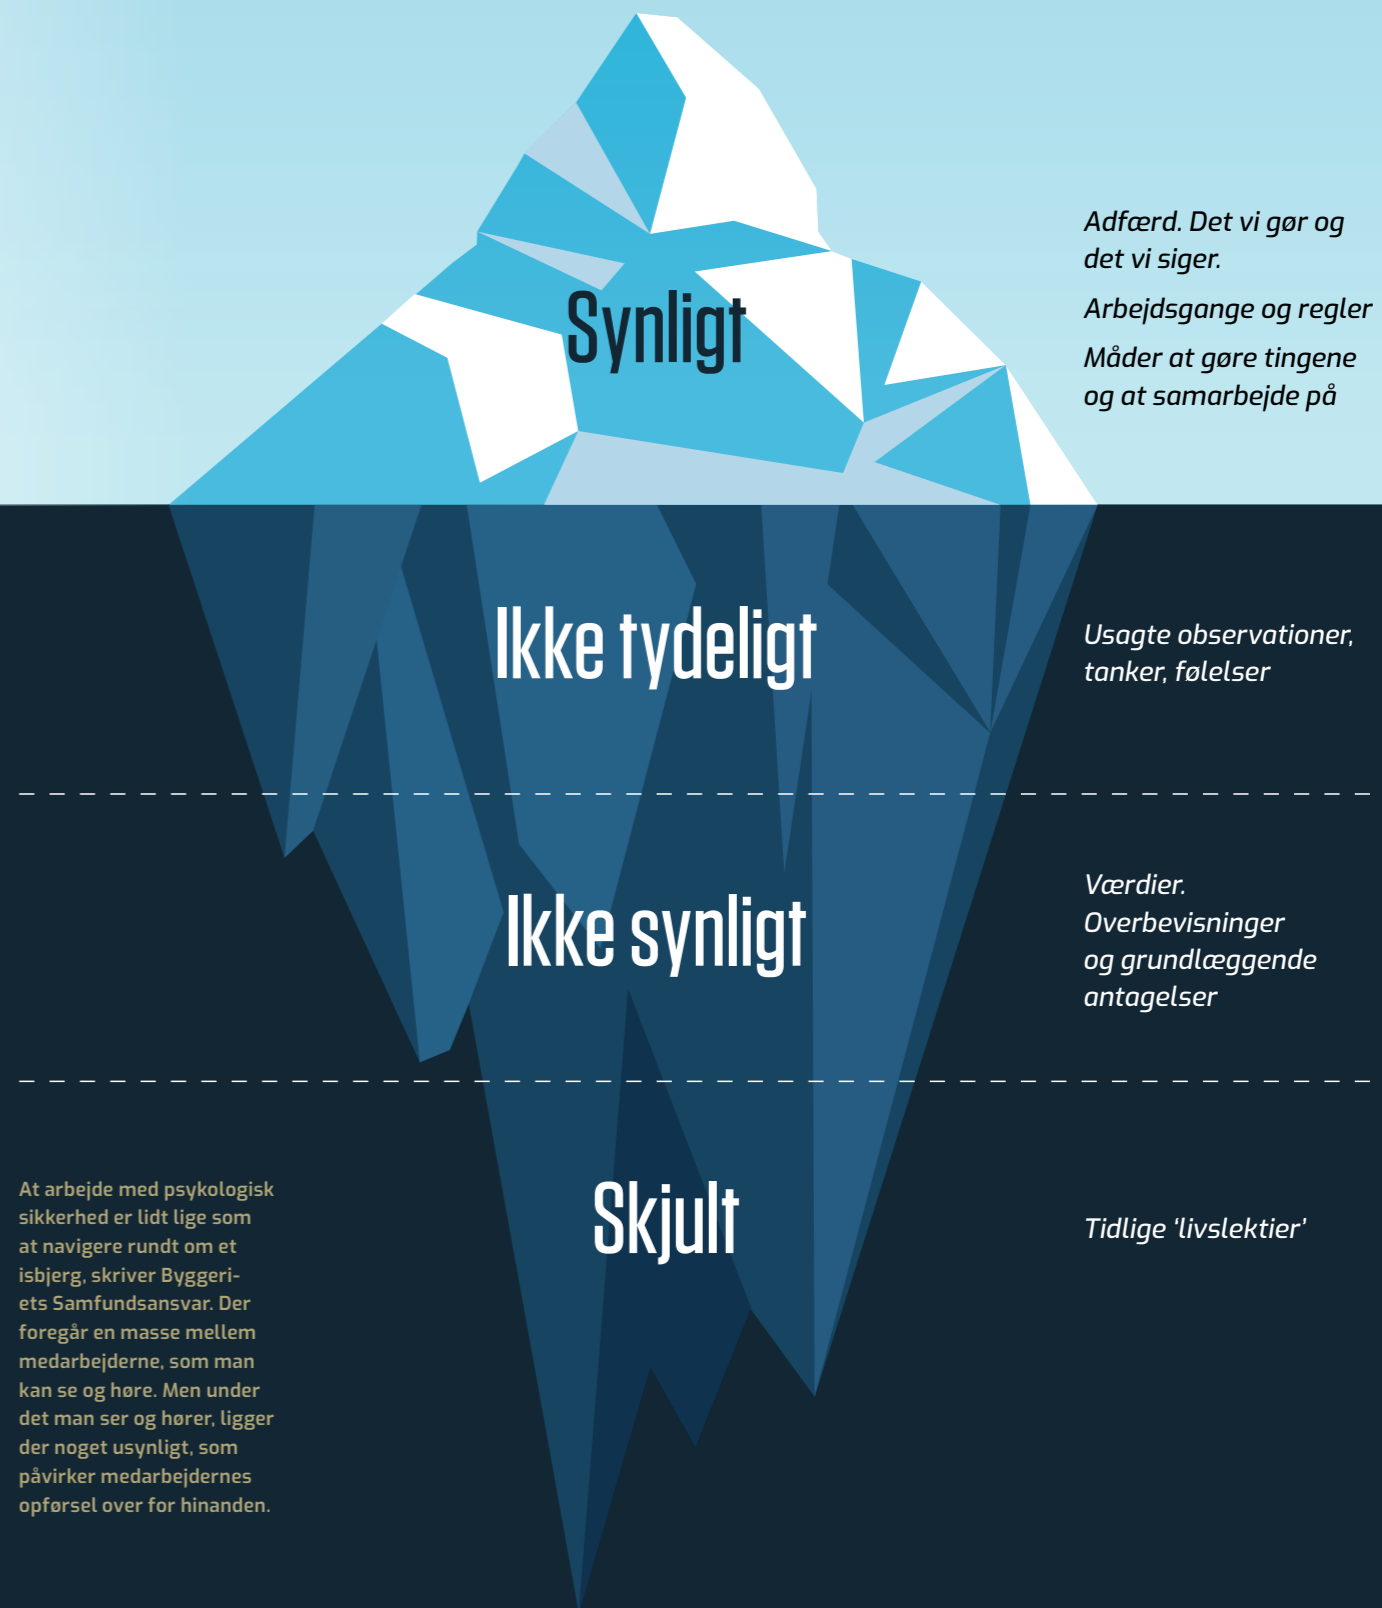 Synligt
Adfærd. Det vi gør og
det vi siger.
Arbejdsgange og regler
Måder at gøre tingene
og at samarbejde på
Ikke tydeligt
Usagte observationer,
tanker, følelser
Ikke synligt
Værdier.
Overbevisninger
og grundlæggende
antagelser
Skjult
Tidlige ‘livslektier’
At arbejde med psykologisk
sikkerhed er lidt lige som
at navigere rundt om et
isbjerg, skriver Byggeri-
ets Samfundsansvar. Der
foregår en masse mellem
medarbejderne, som man
kan se og høre. Men under
det man ser og hører, ligger
der noget usynligt, som
påvirker medarbejdernes
opførsel over for hinanden.